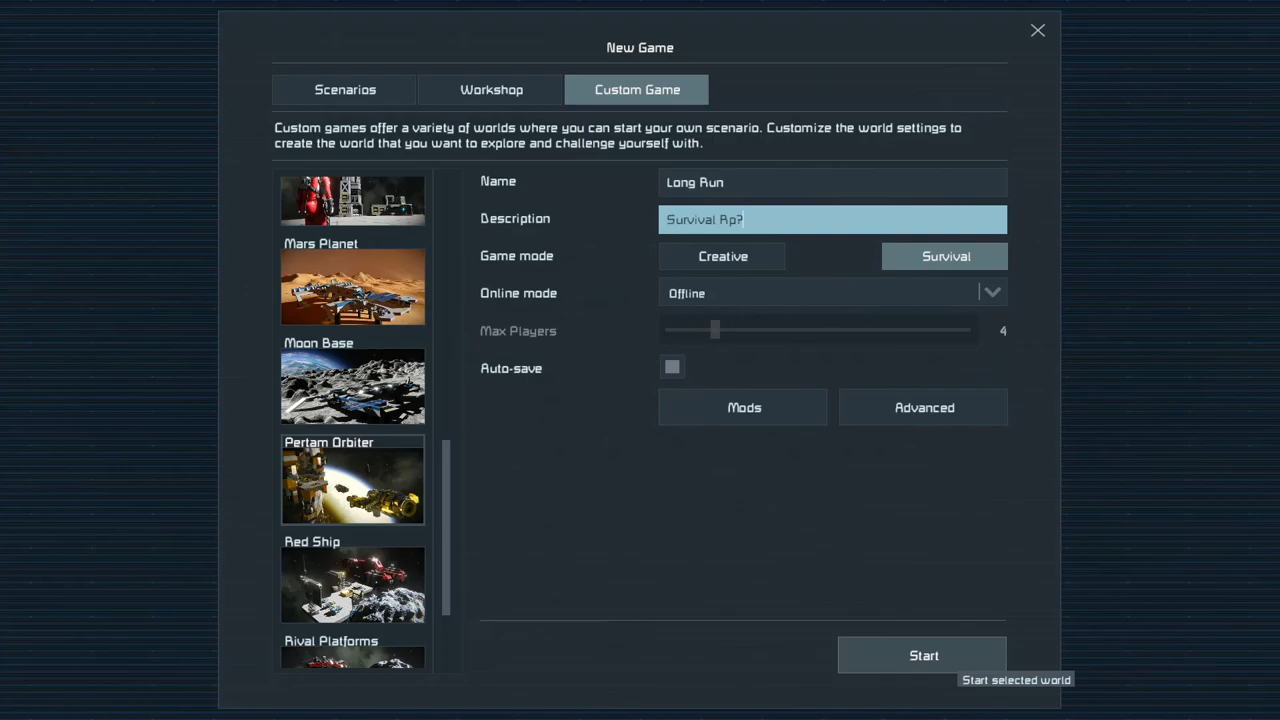 New Game
Scenarios
Workshop
Custom Game
Custom games offer a variety of worlds where you can start your own scenario. Customize the world settings to
create the world that you want to explore and challenge yourself with.
Mars Planet
Moon Base
Pertam Orbiter
Red Ship
Rival Platforms
Name
Long Run
Description
Survival Rp?
Game mode
Creative
Survival
Online mode
Offline
Max Players
4
Auto-save
Mods
Advanced
Start
Start selected world